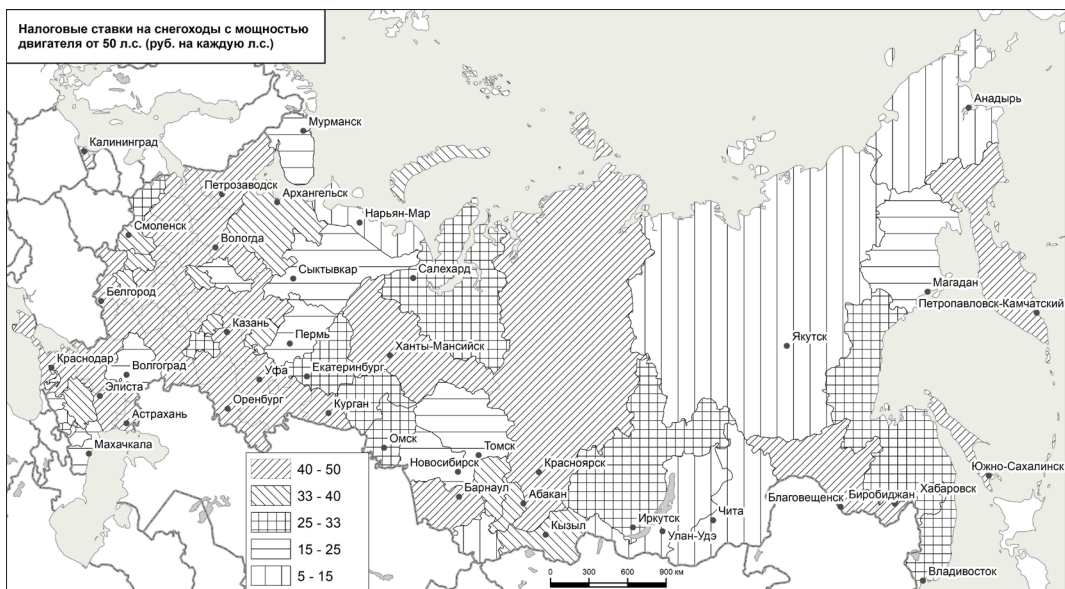 Налоговые ставки на снегоходы с мощностью
двигателя от 50 л.с. (руб. на каждую л.с.)
Анадырь
Мурманск
Калининград
Петрозаводск
Архангельск
Нарьян-Мар
Смоленск
Вологда
Сыктывкар
Салехард
Магадан
Белгород
Петропавловск-Камчатский
Казань
Пермь
Якутск
Ханты-Мансийск
Краснодар
Волгоград
Екатеринбург
Уфа
Элиста
Оренбург
Курган
Астрахань
Омск
Томск
Махачкала
Новосибирск
Красноярск
Южно-Сахалинск
Барнаул
Абакан
Благовещенск
Биробиджан
Хабаровск
Иркутск
Чита
Кызыл
Улан-Удэ
Владивосток
40 - 50
33 - 40
25 - 33
15 - 25
5 - 15
0 300 600 900 км